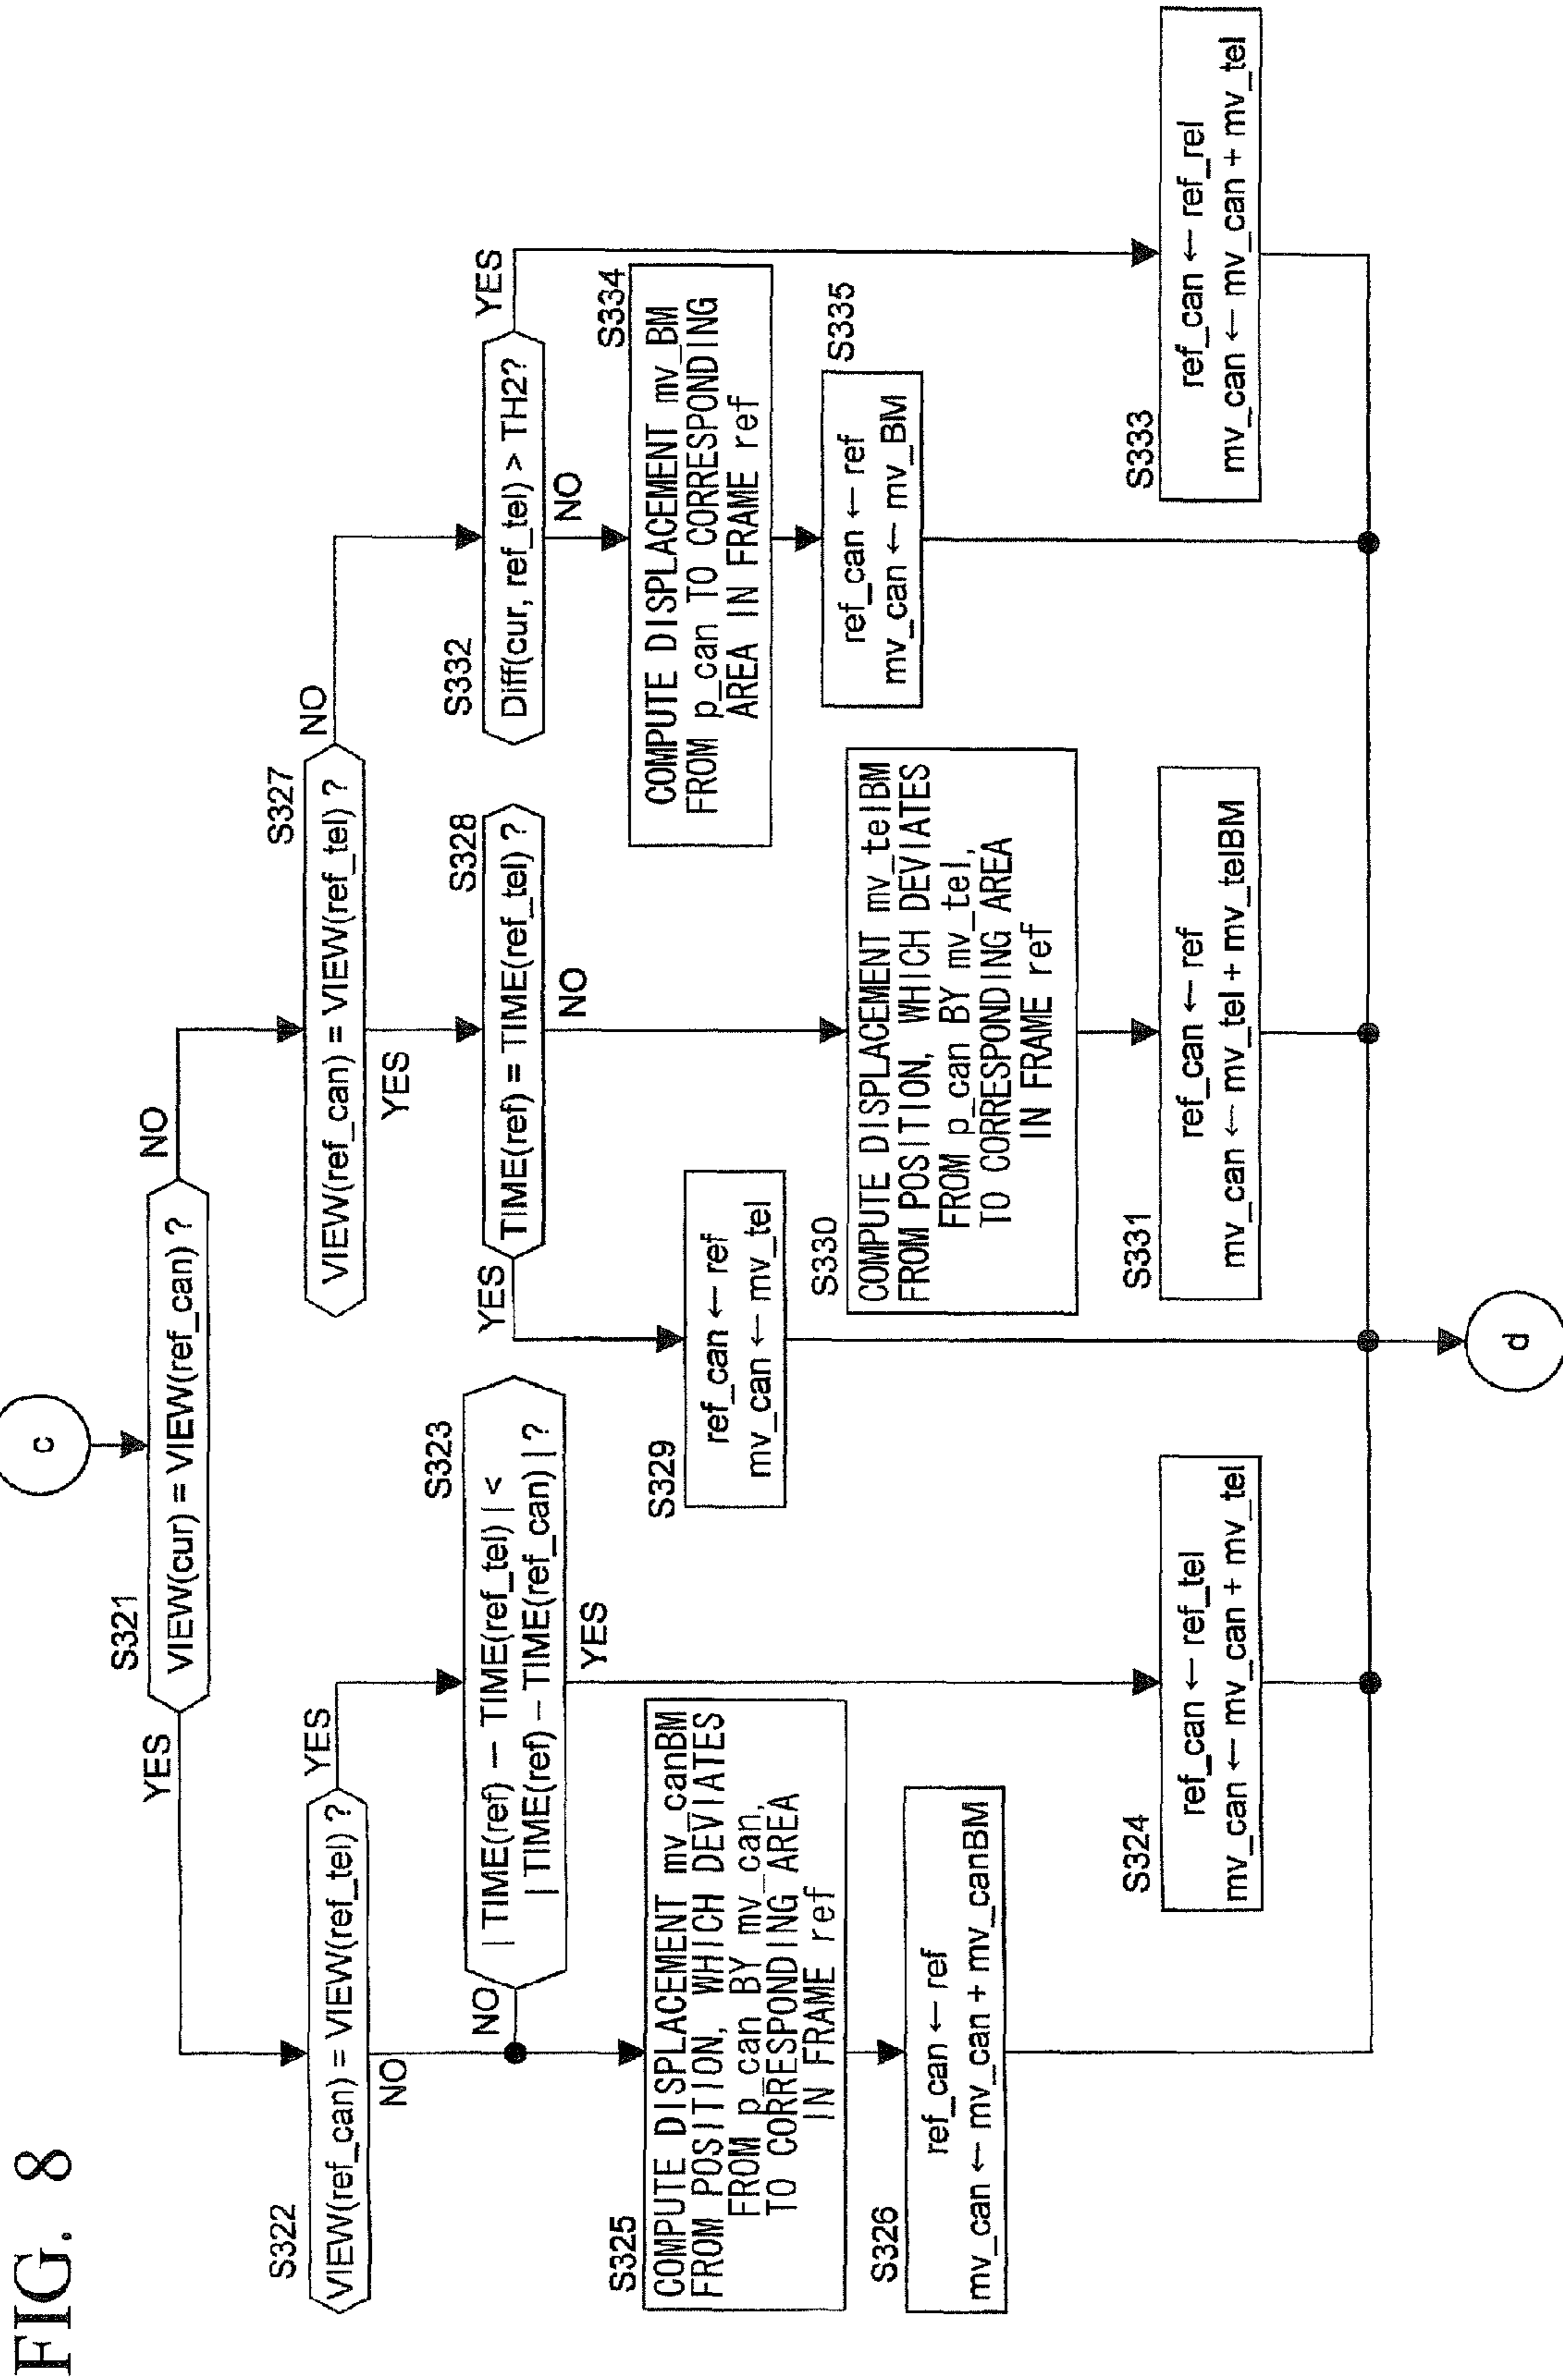 FIG. 8
c
S321
VIEW(cur) = VIEW(ref_can) ?
YES
NO
S322
VIEW(ref_can) = VIEW(ref_tel) ?
YES
NO
S323
| TIME(ref) — TIME(ref_tel) | <
| TIME(ref) – TIME(ref_can) | ?
NO
YES
S325
COMPUTE DISPLACEMENT mv_canBM
FROM POSITION, WHICH DEVIATES
FROM p_can BY mv_can,
TO CORRESPONDING AREA
IN FRAME ref
S326
ref_can ← ref
mv_can ← mv_can + mv_canBM
S324
ref_can ← ref_tel
mv_can ← mv_can + mv_tel
S327
VIEW(ref_can) = VIEW(ref_tel) ?
YES
NO
S328
TIME(ref) = TIME(ref_tel) ?
YES
NO
S329
ref_can ← ref
mv_can ← mv_tel
S330
COMPUTE DISPLACEMENT mv_telBM
FROM POSITION, WHICH DEVIATES
FROM p_can BY mv_tel,
TO CORRESPONDING AREA
IN FRAME ref
S331
ref_can ← ref
mv_can ← mv_tel + mv_telBM
S332
Diff(cur, ref_tel) > TH2?
YES
NO
S334
COMPUTE DISPLACEMENT mv_BM
FROM p_can TO CORRESPONDING
AREA IN FRAME ref
S335
ref_can ← ref
mv_can ← mv_BM
S333
ref_can ← ref_rel
mv_can ← mv_can + mv_tel
d